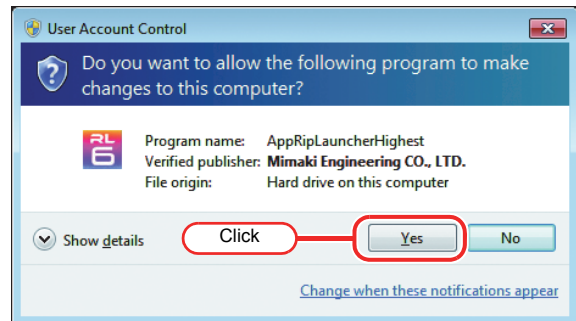 User Account Control
Do you want to allow the following program to make
changes to this computer?
RL
6
Program name: AppRipLauncherHighest
Verified publisher: Mimaki Engineering CO., LTD.
File origin: Hard drive on this computer
Show details Click Yes No
Change when these notifications appear